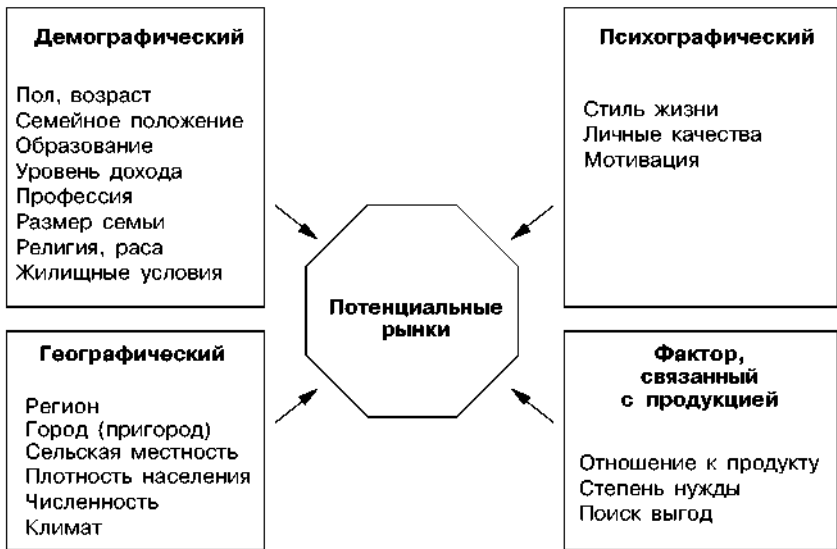 Демографический
Пол, возраст
Семейное положение
Образование
Уровень дохода
Профессия
Размер семьи
Религия, раса
Жилищные условия
Психографический
Стиль жизни
Личные качества
Мотивация
Потенциальные
рынки
Географический
Регион
Город (пригород)
Сельская местность
Плотность населения
Численность
Климат
Фактор,
связанный
с продукцией
Отношение к продукту
Степень нужды
Поиск выгод